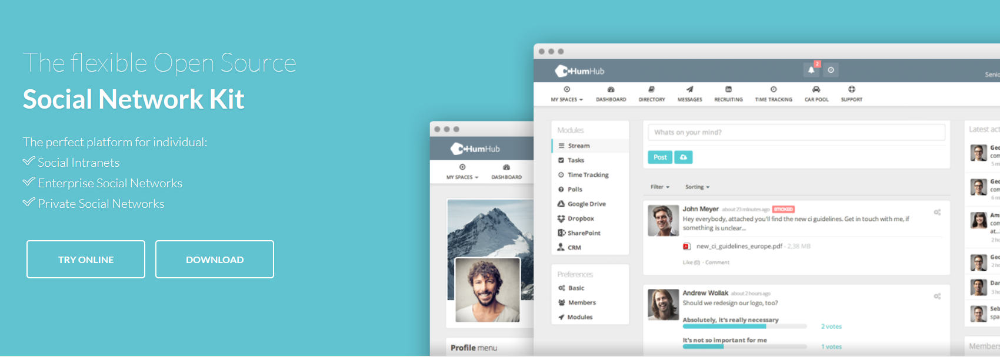 The flexible Open Source
Social Network Kit
The perfect platform for individual:
Social Intranets
Enterprise Social Networks
Private Social Networks
TRY ONLINE
DOWNLOAD
HumHub
MY SPACES
DASHBOARD
Profile menu
HumHub
2
MY SPACES
DASHBOARD
DIRECTORY
MESSAGES
RECRUITING
TIME TRACKING
CAR POOL
SUPPORT
Modules
Stream
Tasks
Time Tracking
Polls
Google Drive
Dropbox
SharePoint
CRM
Preferences
Basic
Members
Modules
Whats on your mind?
Post
Filter
Sorting
John Meyer about 23 minutes ago STICKED
Hey everybody, attached you'll find the new ci guidelines. Get in touch with me, if
something is unclear...
new_ci_guidelines_europe.pdf - 2,38 MB
Like (0) · Comment
Andrew Wollak about 2 hours ago
Should we redesign our logo, too?
Absolutely, it's really necessary
2 votes
It's not so important for me
1 votes
Latest
Members